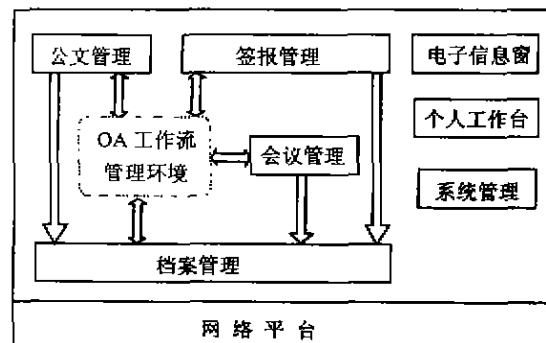 公文管理
签报管理
电子信息窗
OA 工作流
管理环境
会议管理
个人工作台
系统管理
档案管理
网络平台